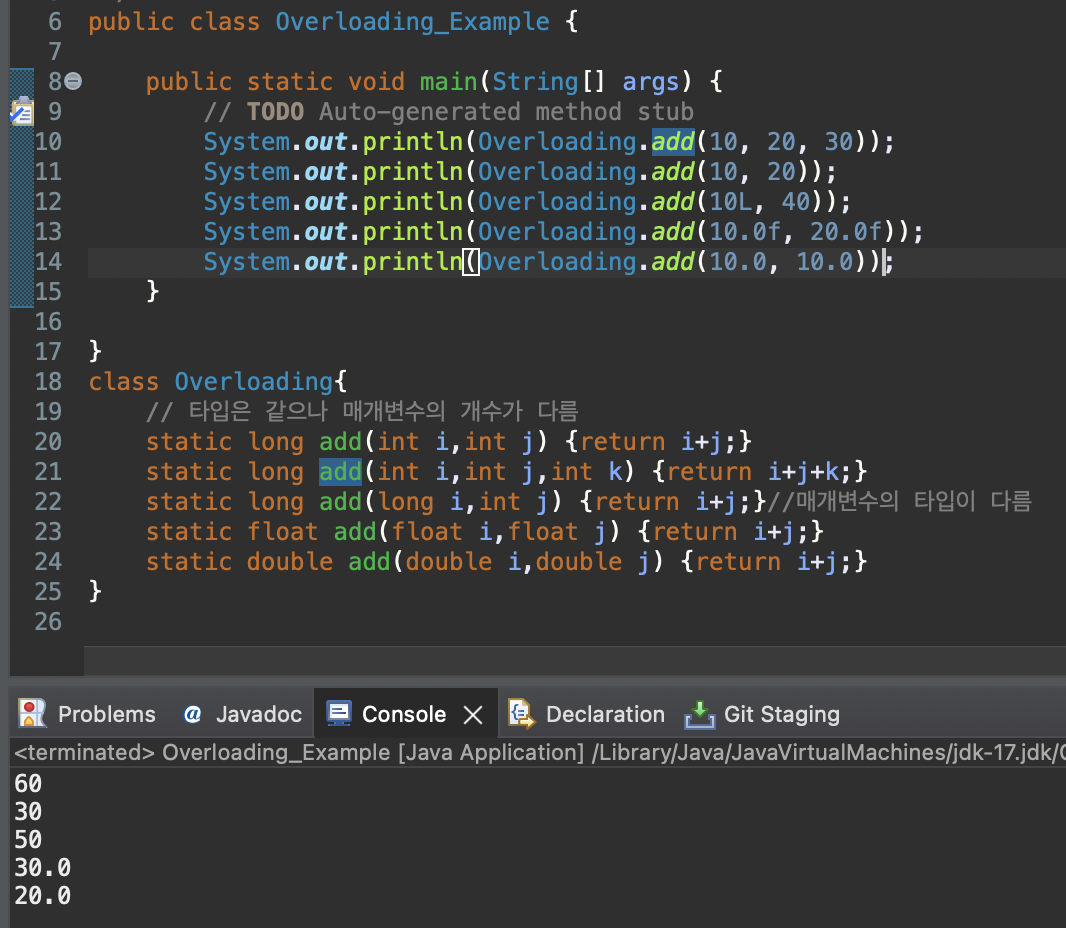 6 public class Overloading_Example {
7
8 public static void main(String[] args) {
9 // TODO Auto-generated method stub
10 System.out.println(Overloading.add(10, 20, 30));
11 System.out.println(Overloading.add(10, 20));
12 System.out.println(Overloading.add(10L, 40));
13 System.out.println(Overloading.add(10.0f, 20.0f));
14 System.out.println(Overloading.add(10.0, 10.0));
15 }
16
17 }
18 class Overloading{
19 // 타입은 같으나 매개변수의 개수가 다름
20 static long add(int i,int j) {return i+j;}
21 static long add(int i,int j,int k) {return i+j+k;}
22 static long add(long i,int j) {return i+j;}//매개변수의 타입이 다름
23 static float add(float i,float j) {return i+j;}
24 static double add(double i,double j) {return i+j;}
25 }
26
Problems @ Javadoc Console Declaration Git Staging
<terminated> Overloading_Example [Java Application] /Library/Java/JavaVirtualMachines/jdk-17.jdk/
60
30
50
30.0
20.0